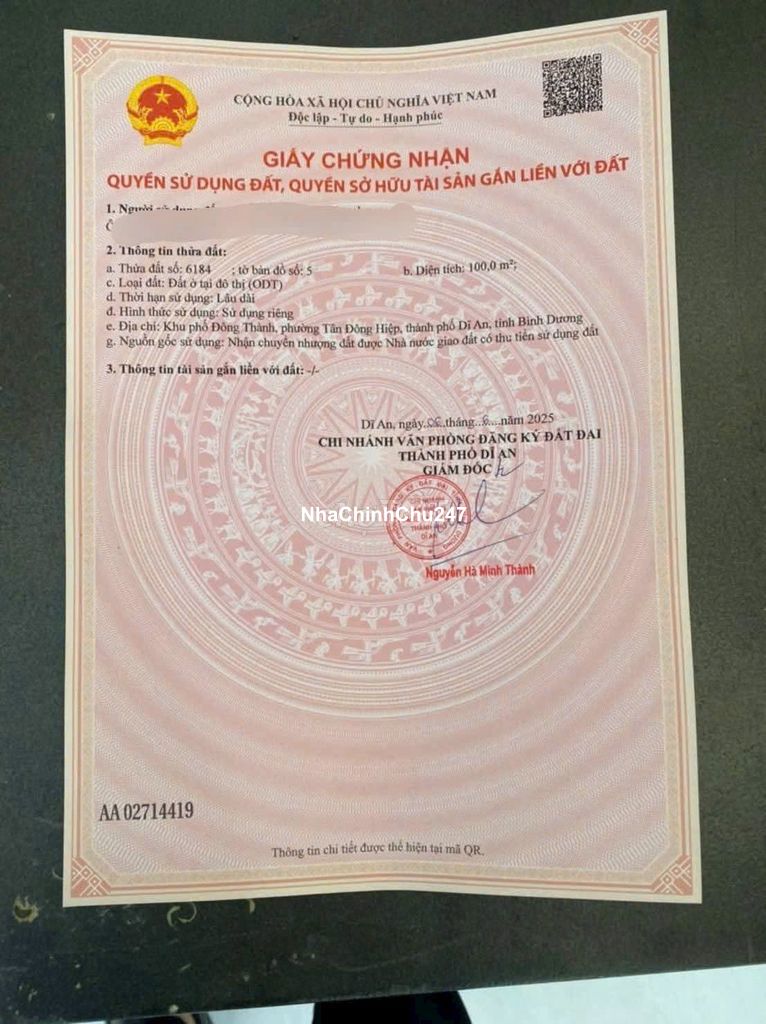 CỘNG HÒA XÃ HỘI CHỦ NGHĨA VIỆT NAM
Độc lập - Tự do - Hạnh phúc
GIẤY CHỨNG NHẬN
QUYỀN SỬ DỤNG ĐẤT, QUYỀN SỞ HỮU TÀI SẢN GẮN LIỀN VỚI ĐẤT
1. Người sử dụng
2. Thông tin thửa đất:
a. Thửa đất số: 6184 ; tờ bản đồ số: 5 b. Diện tích: 100,0 m²;
c. Loại đất: Đất ở tại đô thị (ODT)
d. Thời hạn sử dụng: Lâu dài
đ. Hình thức sử dụng: Sử dụng riêng
e. Địa chỉ: Khu phố Đông Thành, phường Tân Đông Hiệp, thành phố Dĩ An, tỉnh Bình Dương
g. Nguồn gốc sử dụng: Nhận chuyển nhượng đất được Nhà nước giao đất có thu tiền sử dụng đất
3. Thông tin tài sản gắn liền với đất: -/-
Dĩ An, ngày..06..tháng..6....năm 2025
CHI NHÁNH VĂN PHÒNG ĐĂNG KÝ ĐẤT ĐAI
THÀNH PHỐ DĨ AN
GIÁM ĐỐC
NhaChinhChu247
DĨ AN
Nguyễn Hà Minh Thành
AA 02714419
Thông tin chi tiết được thể hiện tại mã QR.